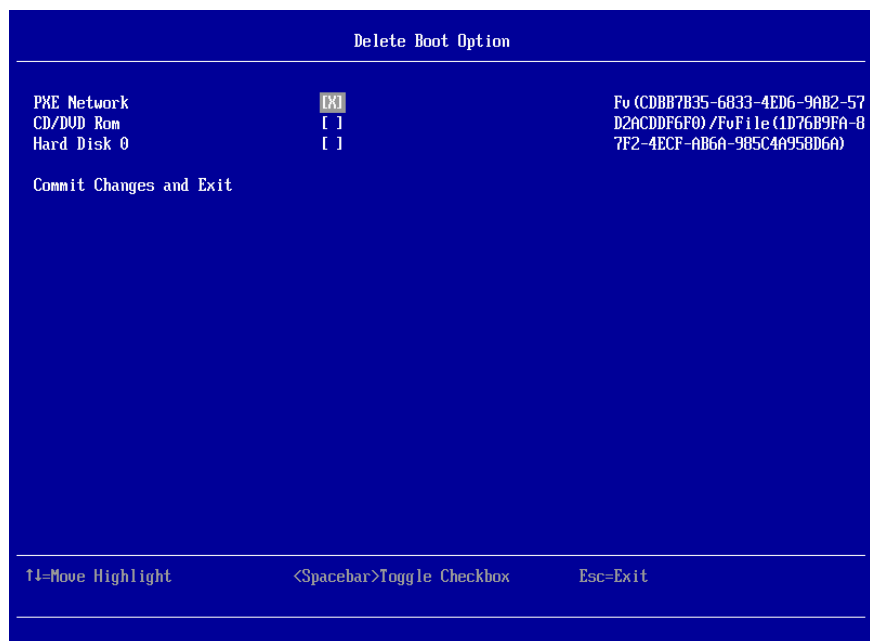 Delete Boot Option
PXE Network [X] Fv(CDBB7B35-6833-4ED6-9AB2-57
CD/DVD Rom [ ] D2ACDDF6F0)/FvFile(1D76B9FA-8
Hard Disk 0 [ ] 7F2-4ECF-AB6A-985C4A958D6A)
Commit Changes and Exit
↑↓=Move Highlight <Spacebar>Toggle Checkbox Esc=Exit